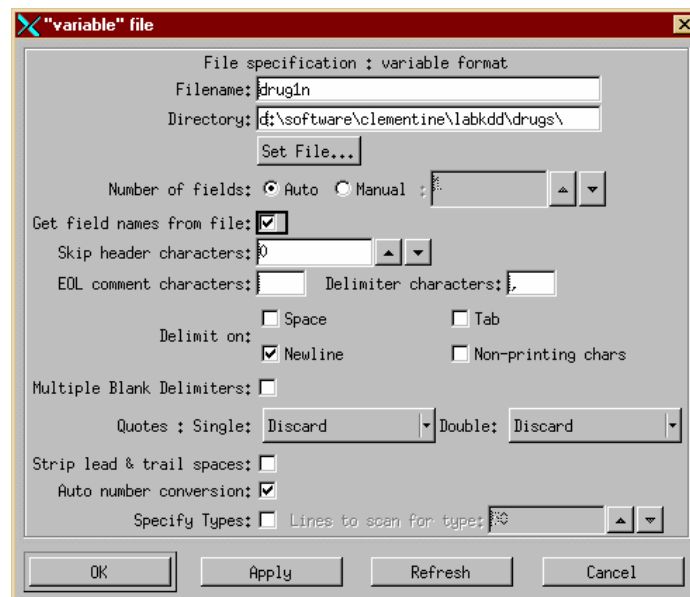 "variable" file
File specification : variable format
Filename: drug1n
Directory: d:\software\clementine\labkdd\drugs\
Set File...
Number of fields: Auto Manual :
Get field names from file:
Skip header characters: 0
EOL comment characters: Delimiter characters: ,
Delimit on: Space Tab
Newline Non-printing chars
Multiple Blank Delimiters:
Quotes : Single: Discard Double: Discard
Strip lead & trail spaces:
Auto number conversion:
Specify Types: Lines to scan for type: 50
OK Apply Refresh Cancel